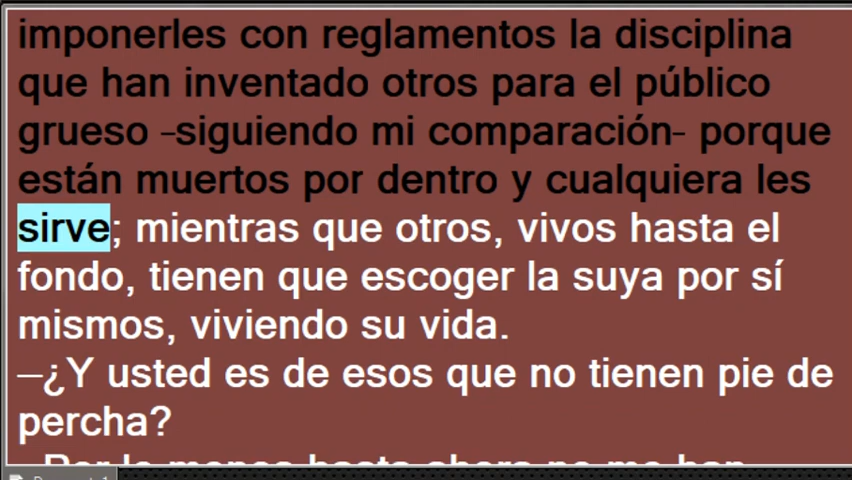 imponerles con reglamentos la disciplina
que han inventado otros para el público
grueso –siguiendo mi comparación– porque
están muertos por dentro y cualquiera les
sirve; mientras que otros, vivos hasta el
fondo, tienen que escoger la suya por sí
mismos, viviendo su vida.
—¿Y usted es de esos que no tienen pie de
percha?